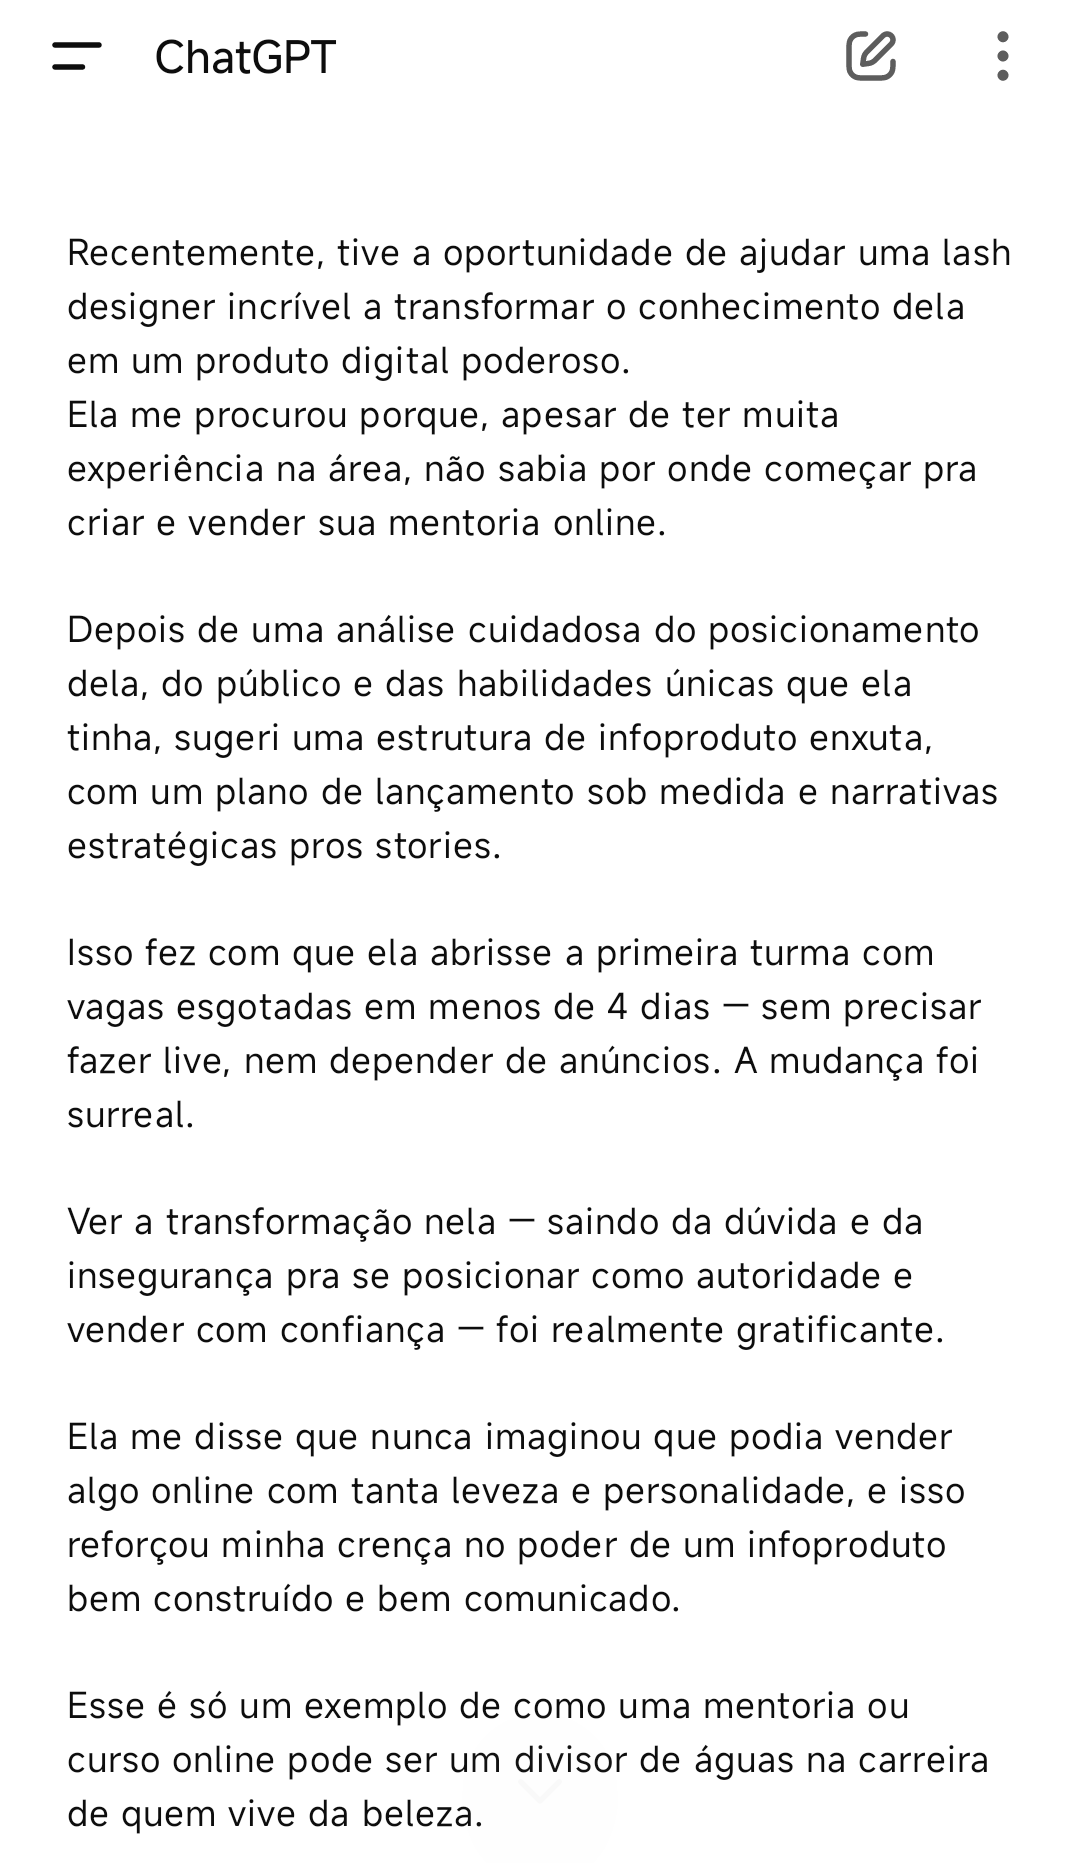 ChatGPT
Recentemente, tive a oportunidade de ajudar uma lash
designer incrível a transformar o conhecimento dela
em um produto digital poderoso.
Ela me procurou porque, apesar de ter muita
experiência na área, não sabia por onde começar pra
criar e vender sua mentoria online.
Depois de uma análise cuidadosa do posicionamento
dela, do público e das habilidades únicas que ela
tinha, sugeri uma estrutura de infoproduto enxuta,
com um plano de lançamento sob medida e narrativas
estratégicas pros stories.
Isso fez com que ela abrisse a primeira turma com
vagas esgotadas em menos de 4 dias — sem precisar
fazer live, nem depender de anúncios. A mudança foi
surreal.
Ver a transformação nela — saindo da dúvida e da
insegurança pra se posicionar como autoridade e
vender com confiança — foi realmente gratificante.
Ela me disse que nunca imaginou que podia vender
algo online com tanta leveza e personalidade, e isso
reforçou minha crença no poder de um infoproduto
bem construído e bem comunicado.
Esse é só um exemplo de como uma mentoria ou
curso online pode ser um divisor de águas na carreira
de quem vive da beleza.